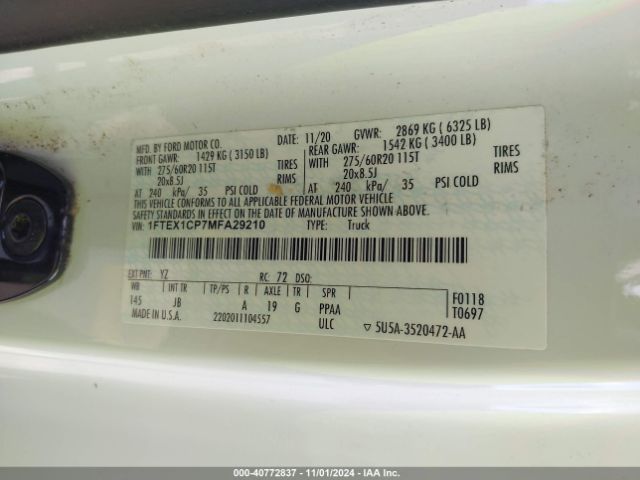 MFD. BY FORD MOTOR CO. DATE: 11/20 GVWR: 2869 KG ( 6325 LB)
FRONT GAWR: 1429 KG ( 3150 LB) REAR GAWR: 1542 KG ( 3400 LB)
WITH 275/60R20 115T TIRES WITH 275/60R20 115T TIRES
20x8.5J RIMS 20x8.5J RIMS
AT 240 kPa/ 35 PSI COLD AT 240 kPa/ 35 PSI COLD
THIS VEHICLE CONFORMS TO ALL APPLICABLE FEDERAL MOTOR VEHICLE
SAFETY STANDARDS IN EFFECT ON THE DATE OF MANUFACTURE SHOWN ABOVE.
VIN: 1FTEX1CP7MFA29210 TYPE: Truck
EXT PNT: YZ RC: 72 DSO:
WB INT TR TP/PS R AXLE TR SPR F0118
145 JB A 19 G PPAA T0697
MADE IN U.S.A. 2202011104557 ULC ▽ SU5A-3520472-AA
000-40772837 - 11/01/2024 - IAAI.com